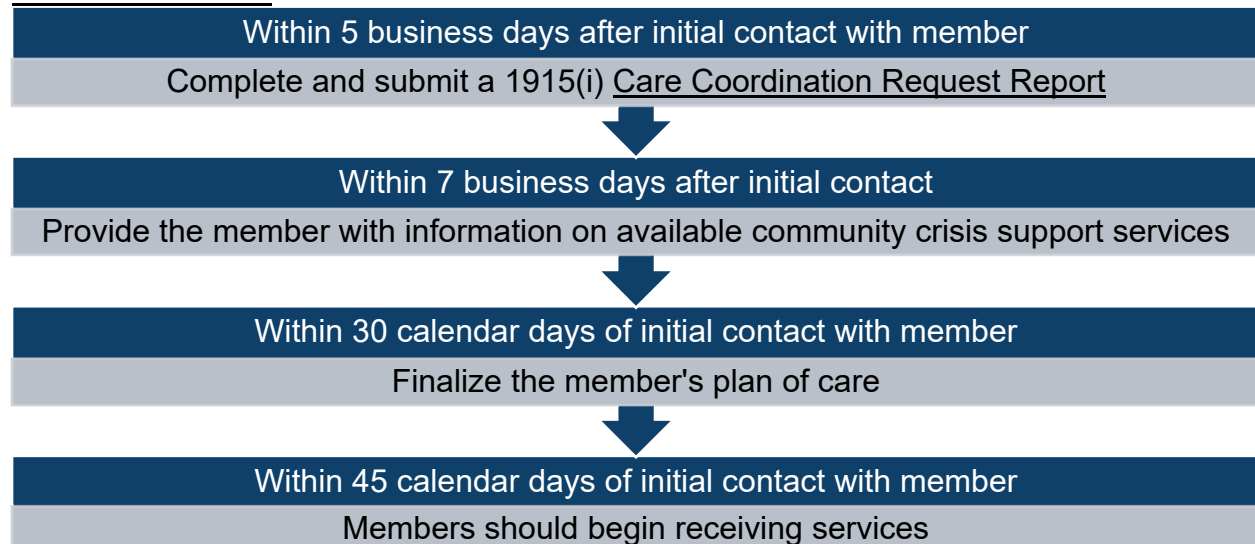 Within 5 business days after initial contact with member
Complete and submit a 1915(i) Care Coordination Request Report
Within 7 business days after initial contact
Provide the member with information on available community crisis support services
Within 30 calendar days of initial contact with member
Finalize the member's plan of care
Within 45 calendar days of initial contact with member
Members should begin receiving services